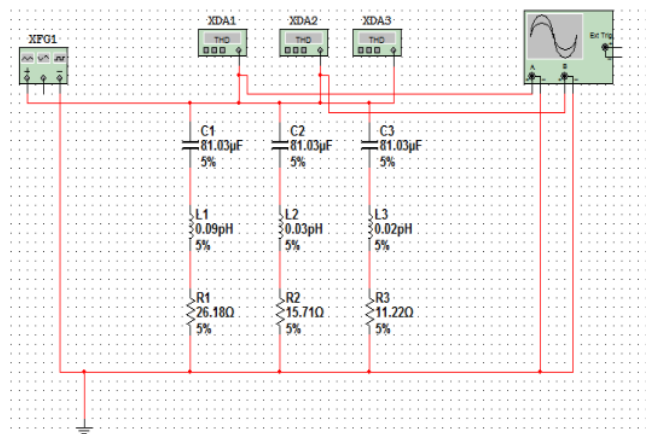 XFG1
XDA1
XDA2
XDA3
THD
THD
THD
Ext Trig
A
B
C1
81.03µF
5%
C2
81.03µF
5%
C3
81.03µF
5%
L1
0.09pH
5%
L2
0.03pH
5%
L3
0.02pH
5%
R1
26.18Ω
5%
R2
15.71Ω
5%
R3
11.22Ω
5%